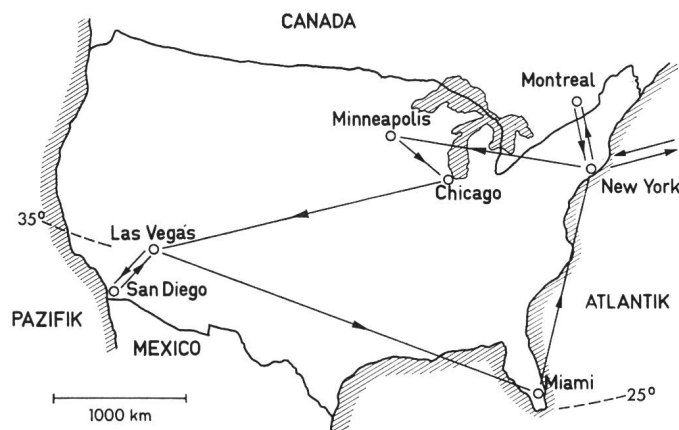 CANADA
Montreal
Minneapolis
New York
Chicago
35°
Las Vegas
San Diego
ATLANTIK
PAZIFIK
MEXICO
Miami
25°
1000 km